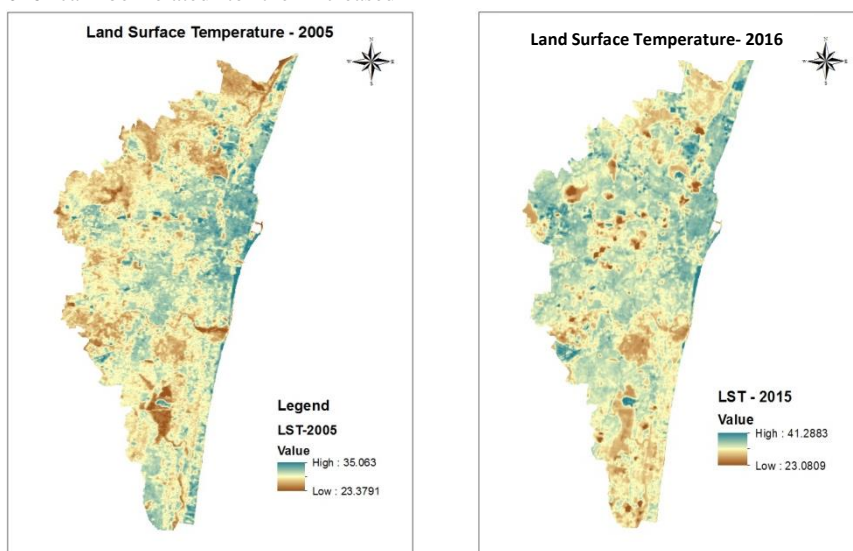 Land Surface Temperature - 2005
Legend
LST-2005
Value
High : 35.063
Low : 23.3791
Land Surface Temperature- 2016
LST - 2015
Value
High : 41.2883
Low : 23.0809